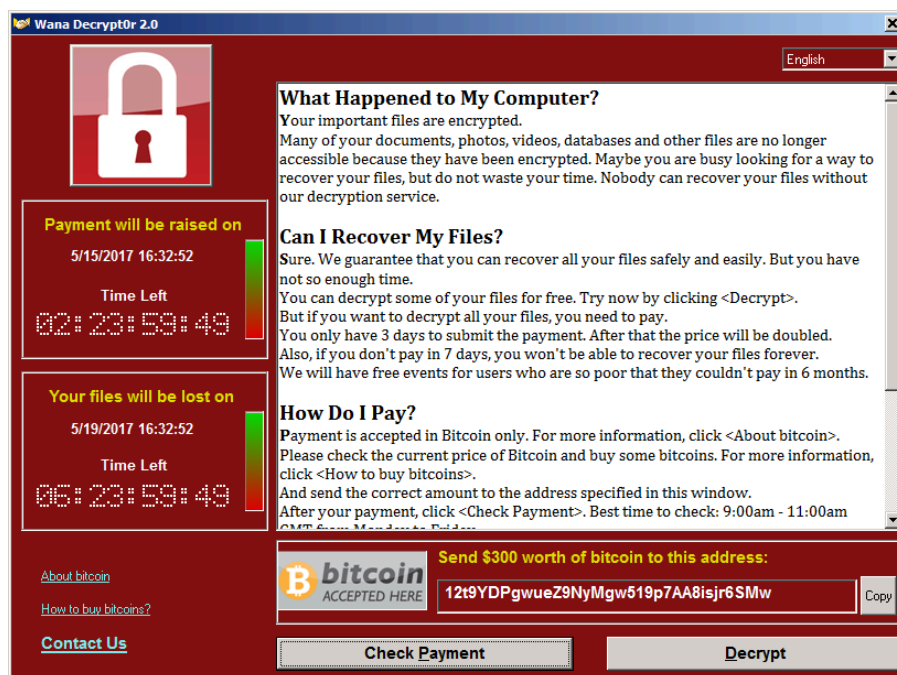 Wana Decrypt0r 2.0
English
What Happened to My Computer?
Your important files are encrypted.
Many of your documents, photos, videos, databases and other files are no longer
accessible because they have been encrypted. Maybe you are busy looking for a way to
recover your files, but do not waste your time. Nobody can recover your files without
our decryption service.
Can I Recover My Files?
Sure. We guarantee that you can recover all your files safely and easily. But you have
not so enough time.
You can decrypt some of your files for free. Try now by clicking <Decrypt>.
But if you want to decrypt all your files, you need to pay.
You only have 3 days to submit the payment. After that the price will be doubled.
Also, if you don't pay in 7 days, you won't be able to recover your files forever.
We will have free events for users who are so poor that they couldn't pay in 6 months.
How Do I Pay?
Payment is accepted in Bitcoin only. For more information, click <About bitcoin>.
Please check the current price of Bitcoin and buy some bitcoins. For more information,
click <How to buy bitcoins>.
And send the correct amount to the address specified in this window.
After your payment, click <Check Payment>. Best time to check: 9:00am - 11:00am
GMT from Monday to Friday.
Payment will be raised on
5/15/2017 16:32:52
Time Left
02:23:59:49
Your files will be lost on
5/19/2017 16:32:52
Time Left
06:23:59:49
About bitcoin
How to buy bitcoins?
Contact Us
bitcoin
ACCEPTED HERE
Send $300 worth of bitcoin to this address:
12t9YDPgwueZ9NyMgw519p7AA8isjr6SMw
Copy
Check Payment
Decrypt